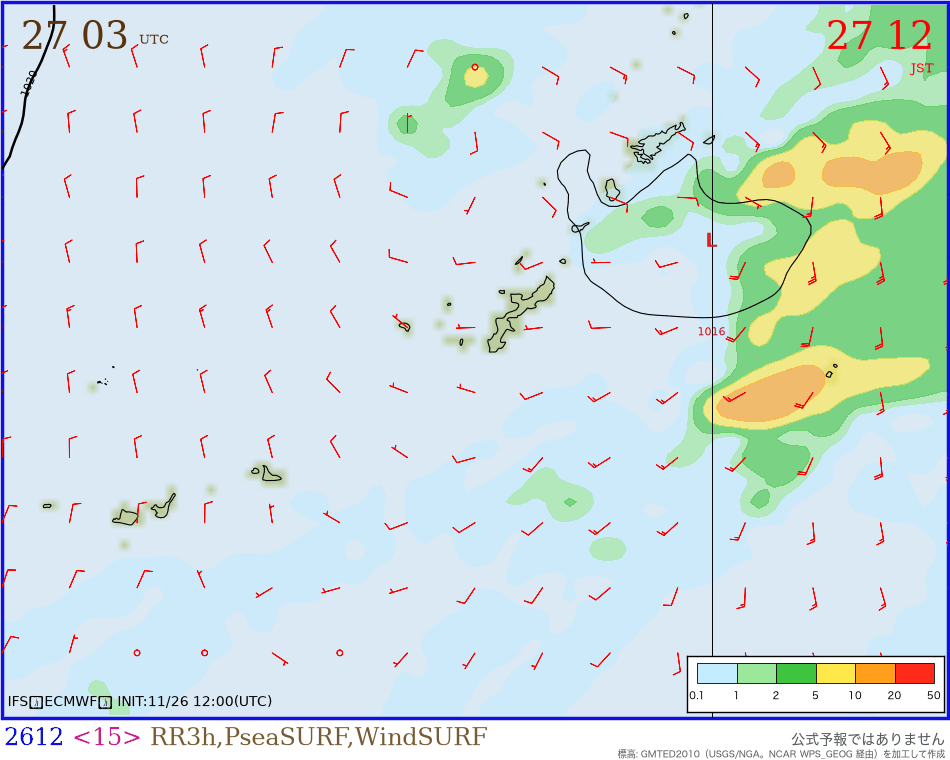 27 03 UTC
27 12
JST
1020
L
1016
IFS ECMWF INIT:11/26 12:00(UTC)
0.1 1 2 5 10 20 50
2612 <15> RR3h,PseaSURF,WindSURF
公式予報ではありません
標高: GMTED2010（USGS/NGA。NCAR WPS_GEOG 経由）を加工して作成